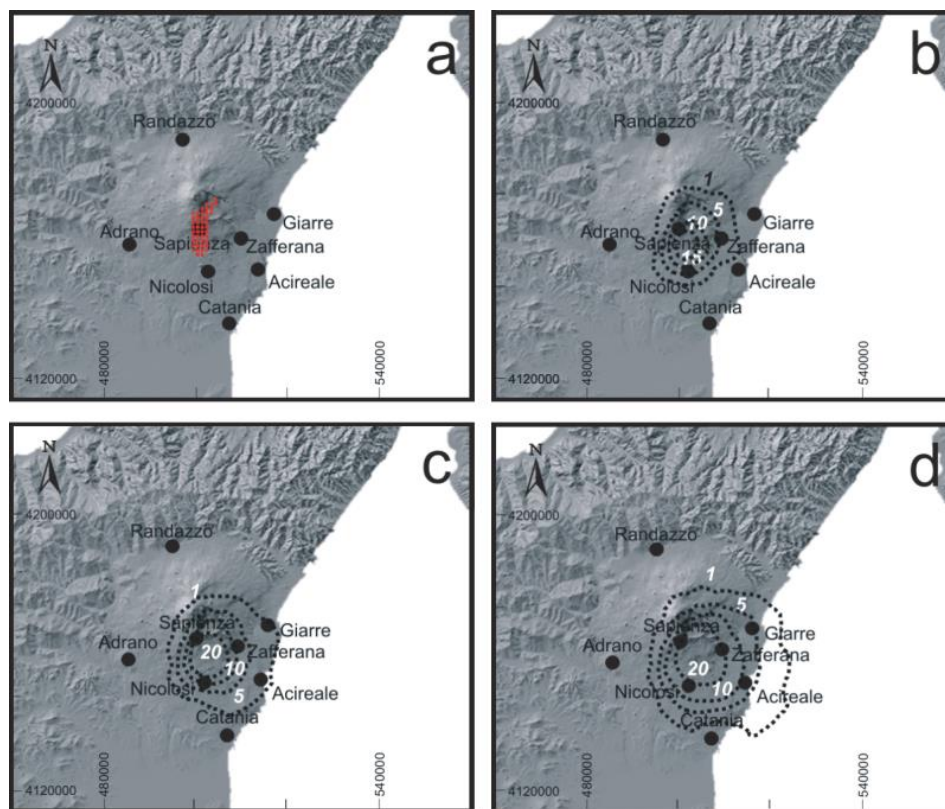 a
N
4200000
Randazzo
Giarre
Adrano
Sapienza
Zafferana
Nicolosi
Acireale
Catania
4120000
480000
540000
b
N
4200000
Randazzo
1
5
10
Giarre
Adrano
Sapienza
Zafferana
18
Nicolosi
Acireale
Catania
4120000
480000
540000
c
N
4200000
Randazzo
1
Sapienza
Giarre
Adrano
20
Zafferana
10
Nicolosi
5
Acireale
Catania
4120000
480000
540000
d
N
4200000
Randazzo
1
5
Sapienza
Giarre
Adrano
Zafferana
20
Nicolosi
10
Acireale
Catania
4120000
480000
540000